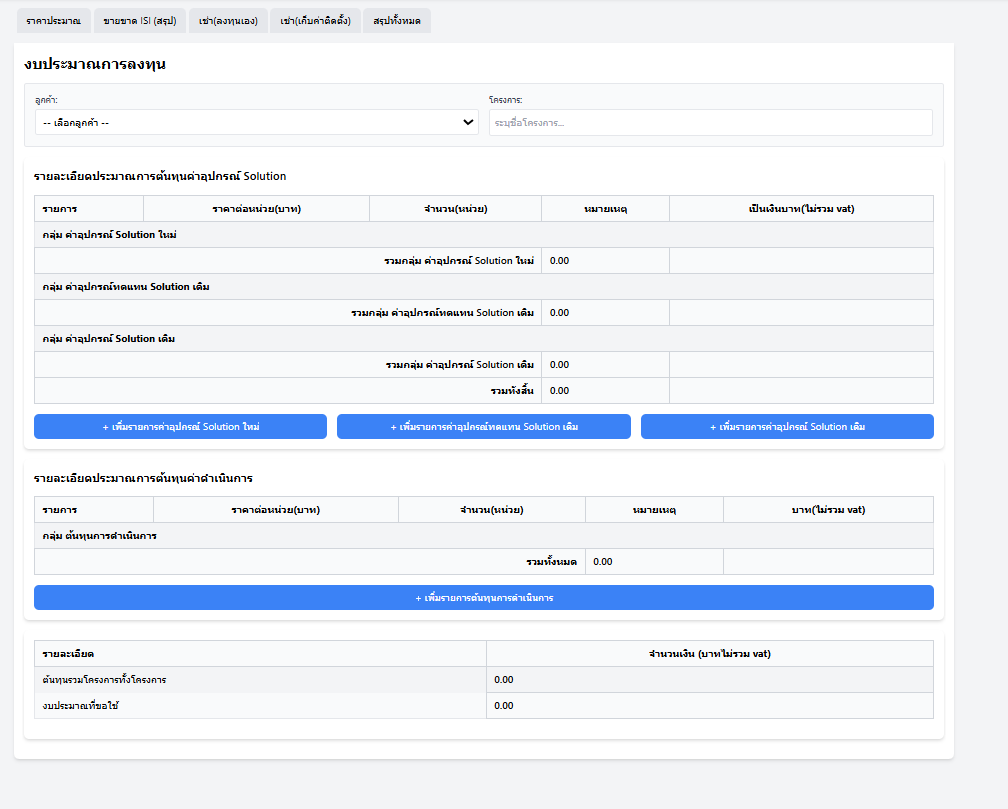 ราคาประมาณ ขายขาด ISI (สรุป) เช่า(ลงทุนเอง) เช่า(เก็บค่าติดตั้ง) สรุปทั้งหมด
งบประมาณการลงทุน
ลูกค้า: โครงการ:
-- เลือกลูกค้า -- ระบุชื่อโครงการ...
รายละเอียดประมาณการต้นทุนค่าอุปกรณ์ Solution
รายการ ราคาต่อหน่วย(บาท) จำนวน(หน่วย) หมายเหตุ เป็นเงินบาท(ไม่รวม vat)
กลุ่ม ค่าอุปกรณ์ Solution ใหม่
รวมกลุ่ม ค่าอุปกรณ์ Solution ใหม่ 0.00
กลุ่ม ค่าอุปกรณ์ทดแทน Solution เดิม
รวมกลุ่ม ค่าอุปกรณ์ทดแทน Solution เดิม 0.00
กลุ่ม ค่าอุปกรณ์ Solution เดิม
รวมกลุ่ม ค่าอุปกรณ์ Solution เดิม 0.00
รวมทั้งสิ้น 0.00
+ เพิ่มรายการค่าอุปกรณ์ Solution ใหม่ + เพิ่มรายการค่าอุปกรณ์ทดแทน Solution เดิม + เพิ่มรายการค่าอุปกรณ์ Solution เดิม
รายละเอียดประมาณการต้นทุนค่าดำเนินการ
รายการ ราคาต่อหน่วย(บาท) จำนวน(หน่วย) หมายเหตุ บาท(ไม่รวม vat)
กลุ่ม ต้นทุนการดำเนินการ
รวมทั้งหมด 0.00
+ เพิ่มรายการต้นทุนการดำเนินการ
รายละเอียด จำนวนเงิน (บาทไม่รวม vat)
ต้นทุนรวมโครงการทั้งโครงการ 0.00
งบประมาณที่ขอใช้ 0.00